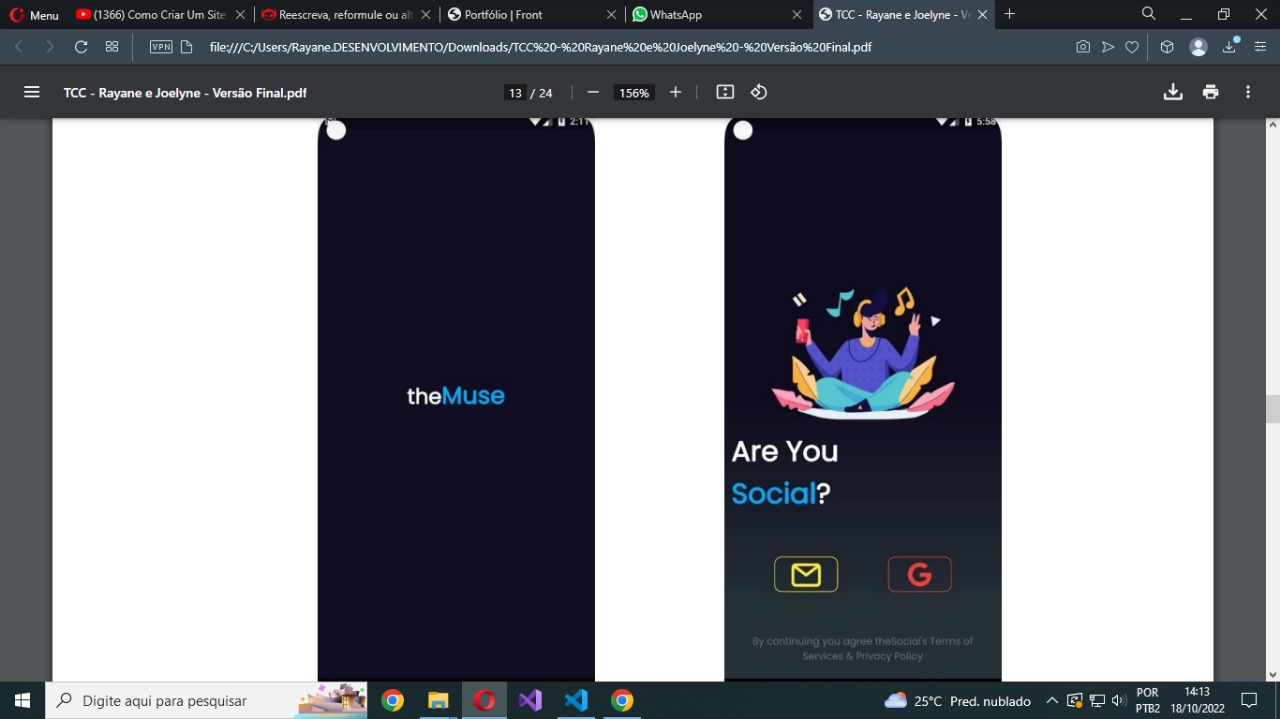 Menu
(1366) Como Criar Um Site
Reescreva, reformule ou alt
Portfólio | Front
WhatsApp
TCC - Rayane e Joelyne - Ve
VPN
file:///C:/Users/Rayane.DESENVOLVIMENTO/Downloads/TCC%20-%20Rayane%20e%20Joelyne%20-%20Versão%20Final.pdf
TCC - Rayane e Joelyne - Versão Final.pdf
13 / 24
156%
2:11
5:58
theMuse
Are You
Social?
G
By continuing you agree theSocial's Terms of
Services & Privacy Policy
Digite aqui para pesquisar
25°C Pred. nublado
POR
PTB2
14:13
18/10/2022